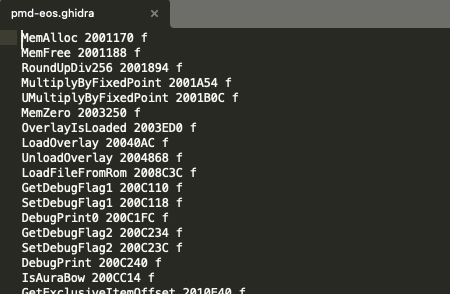 pmd-eos.ghidra ×
MemAlloc 2001170 f
MemFree 2001188 f
RoundUpDiv256 2001894 f
MultiplyByFixedPoint 2001A54 f
UMultiplyByFixedPoint 2001B0C f
MemZero 2003250 f
OverlayIsLoaded 2003ED0 f
LoadOverlay 20040AC f
UnloadOverlay 2004868 f
LoadFileFromRom 2008C3C f
GetDebugFlag1 200C110 f
SetDebugFlag1 200C118 f
DebugPrint0 200C1FC f
GetDebugFlag2 200C234 f
SetDebugFlag2 200C23C f
DebugPrint 200C240 f
IsAuraBow 200CC14 f
GetExclusiveItemOffset 2010E40 f